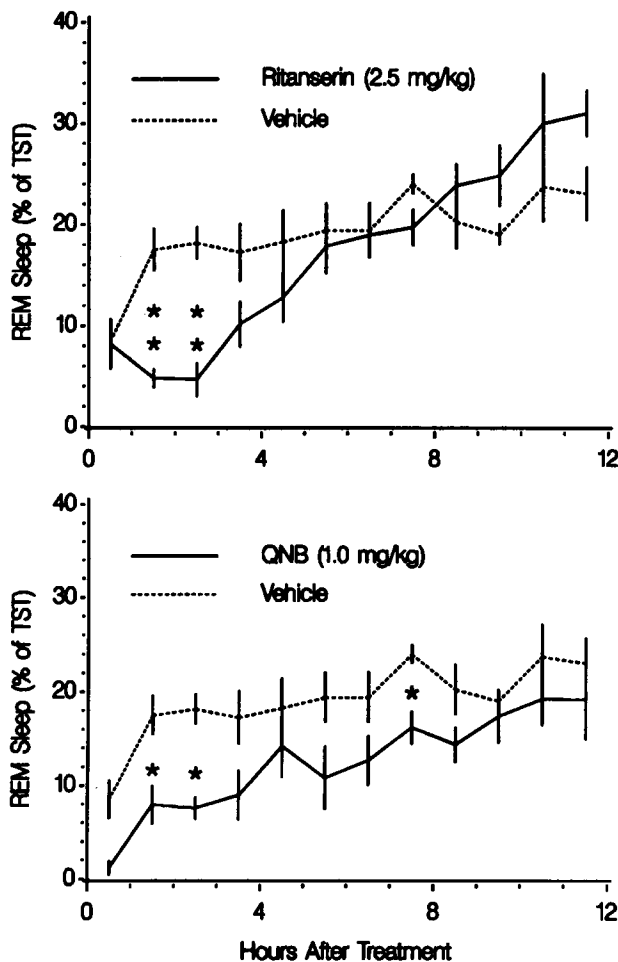 40
30
20
10
0
REM Sleep (% of TST)
Ritanserin (2.5 mg/kg)
Vehicle
* *
* *
0 4 8 12
40
30
20
10
0
REM Sleep (% of TST)
QNB (1.0 mg/kg)
Vehicle
*
* *
0 4 8 12
Hours After Treatment